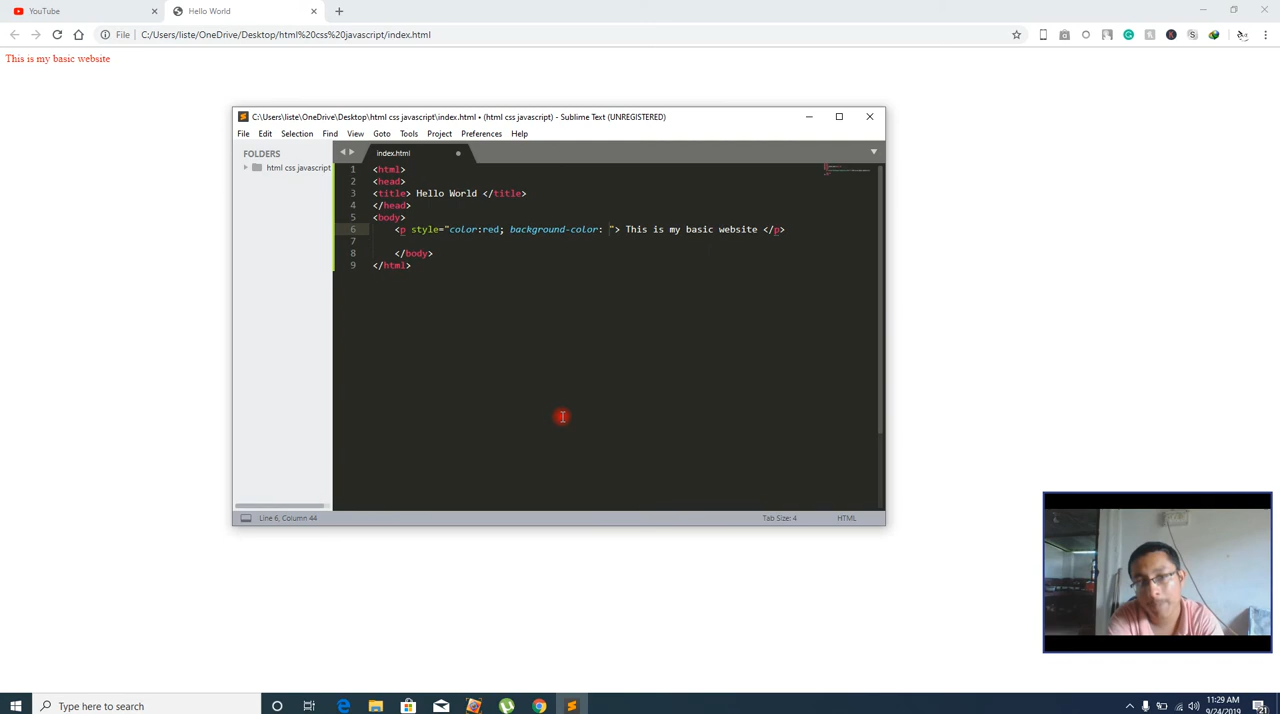 YouTube
Hello World
File
C:/Users/liste/OneDrive/Desktop/html%20css%20javascript/index.html
This is my basic website
C:\Users\liste\OneDrive\Desktop\html css javascript\index.html • (html css javascript) - Sublime Text (UNREGISTERED)
File Edit Selection Find View Goto Tools Project Preferences Help
FOLDERS
html css javascript
index.html
1 <html>
2 <head>
3 <title> Hello World </title>
4 </head>
5 <body>
6 <p style="color:red; background-color: "> This is my basic website </p>
7
8 </body>
9 </html>
Line 6, Column 44
Tab Size: 4
HTML
Type here to search
11:29 AM
9/24/2019
21